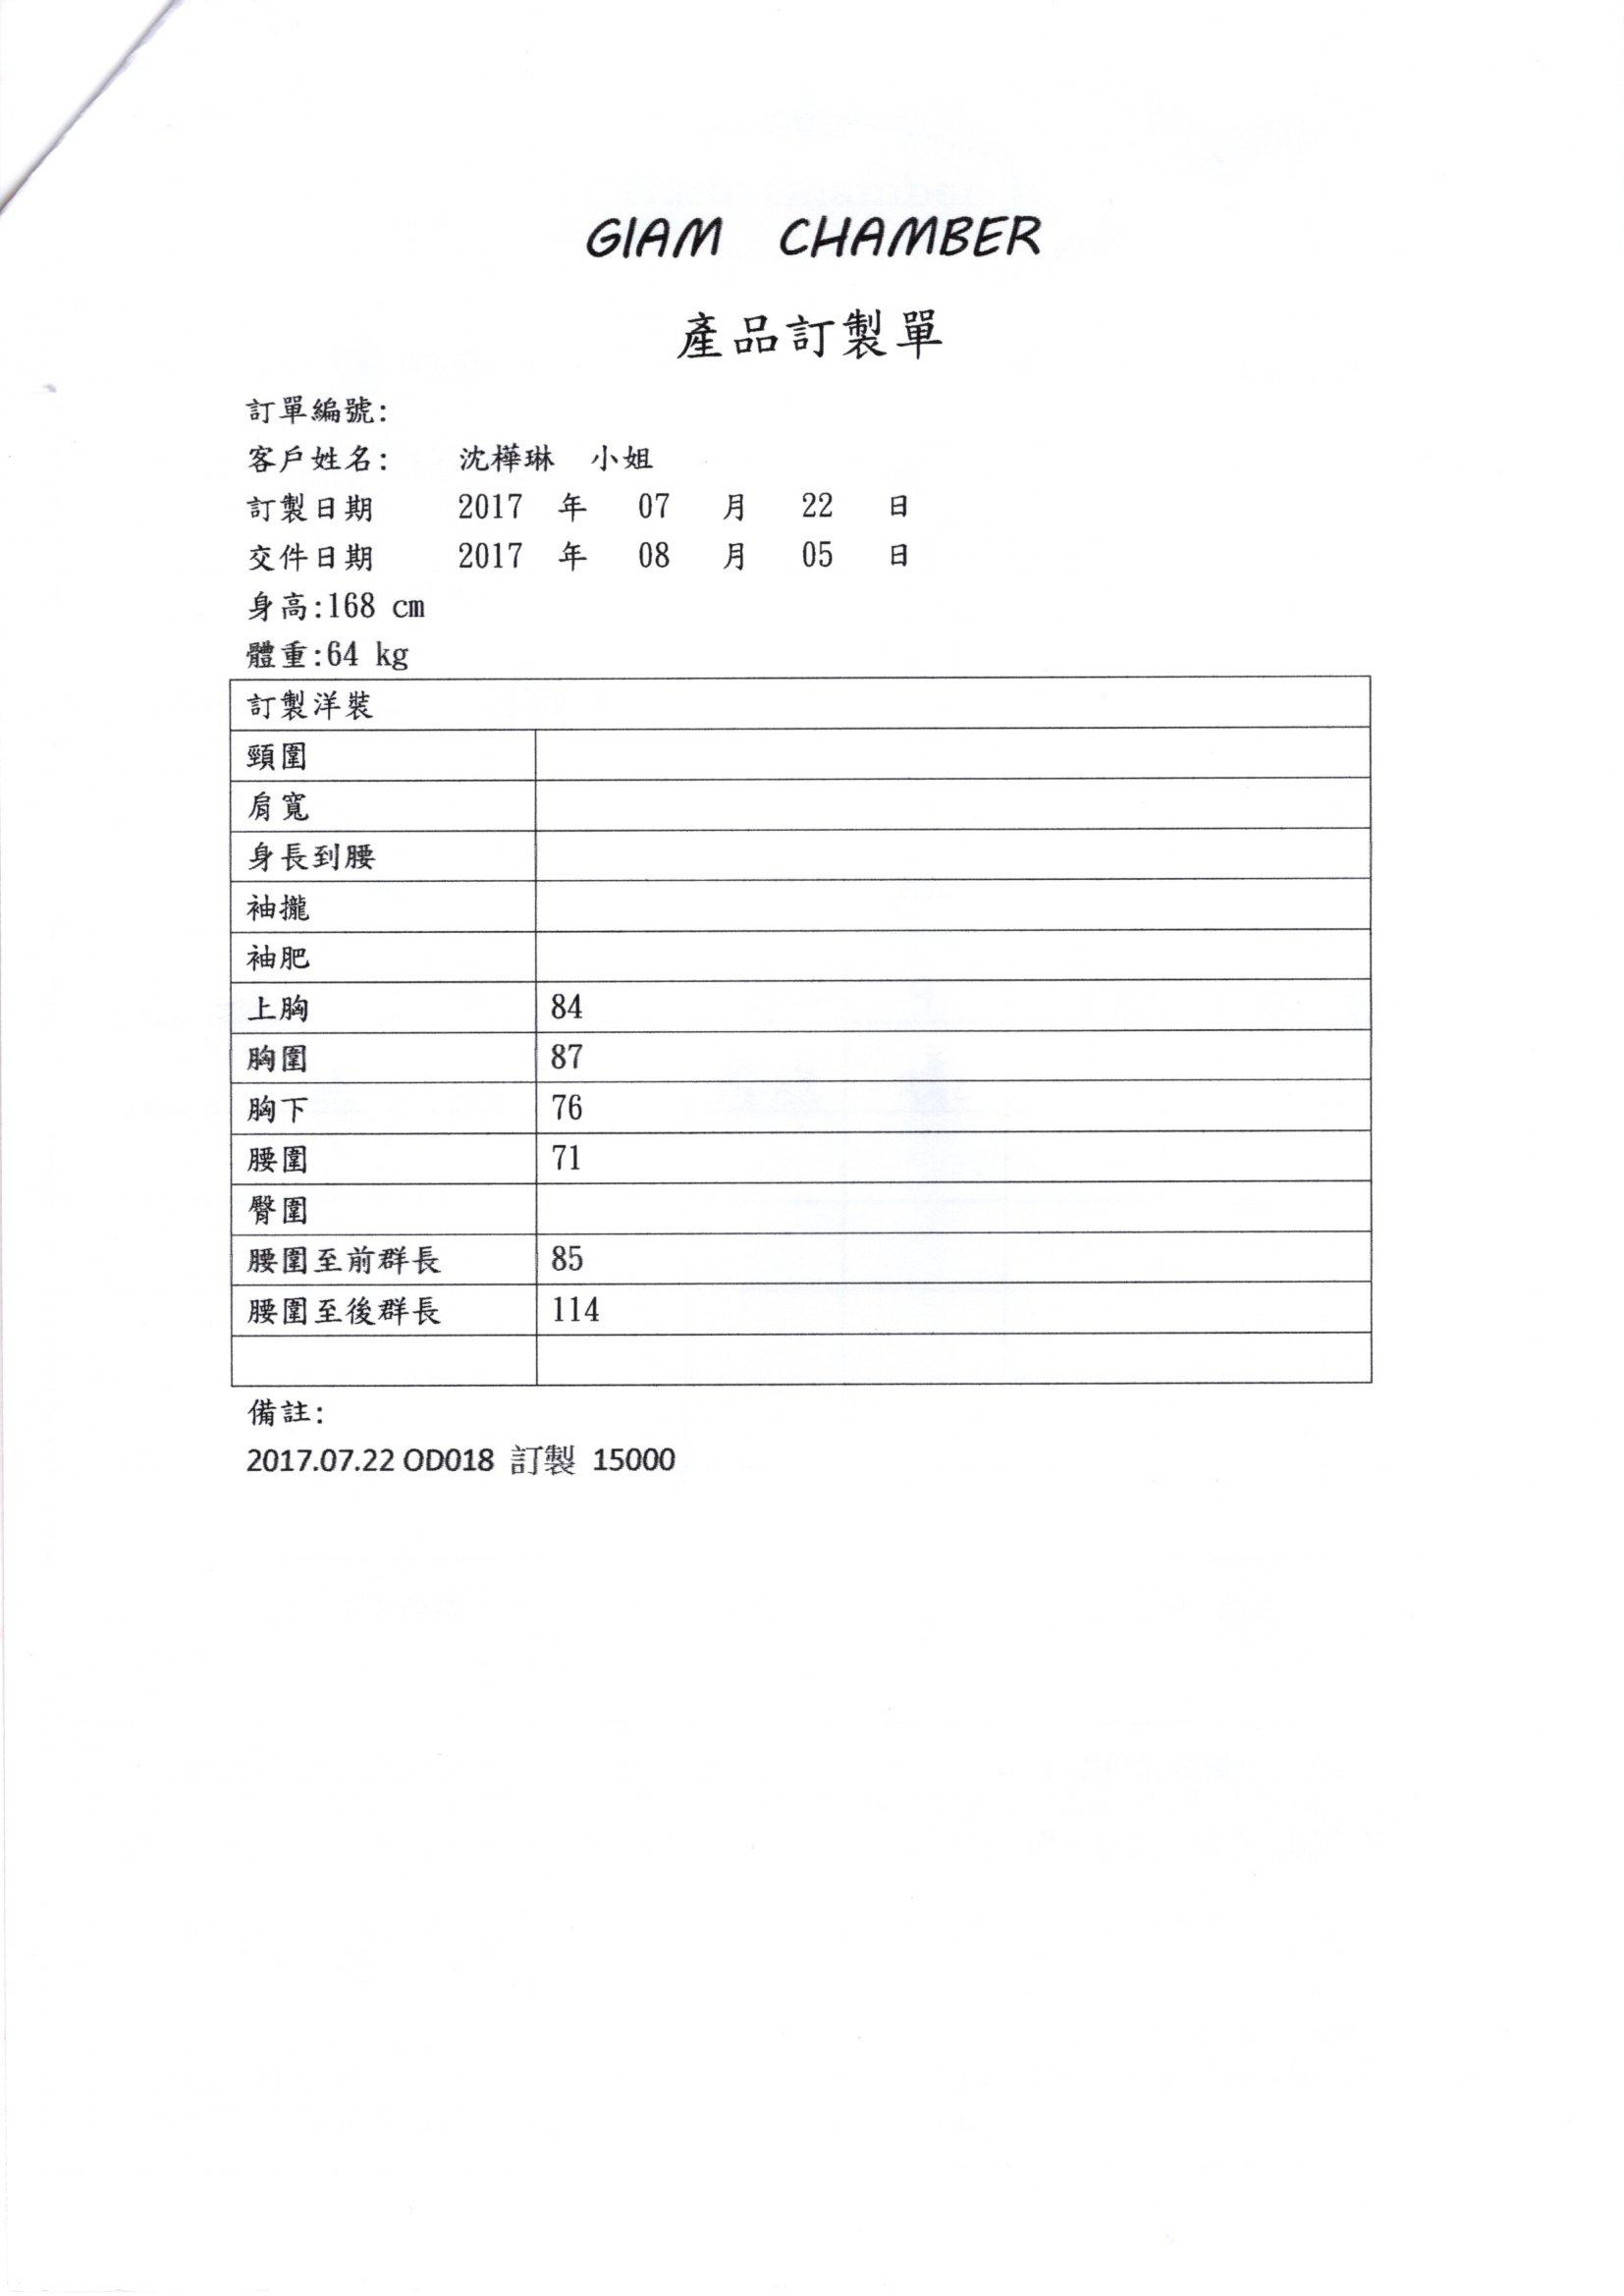 GIAM CHAMBER
產品訂製單
訂單編號:
客戶姓名: 沈樺琳 小姐
訂製日期 2017 年 07 月 22 日
交件日期 2017 年 08 月 05 日
身高:168 cm
體重:64 kg
訂製洋裝
頸圍
肩寬
身長到腰
袖攏
袖肥
上胸 84
胸圍 87
胸下 76
腰圍 71
臀圍
腰圍至前群長 85
腰圍至後群長 114
備註:
2017.07.22 OD018 訂製 15000